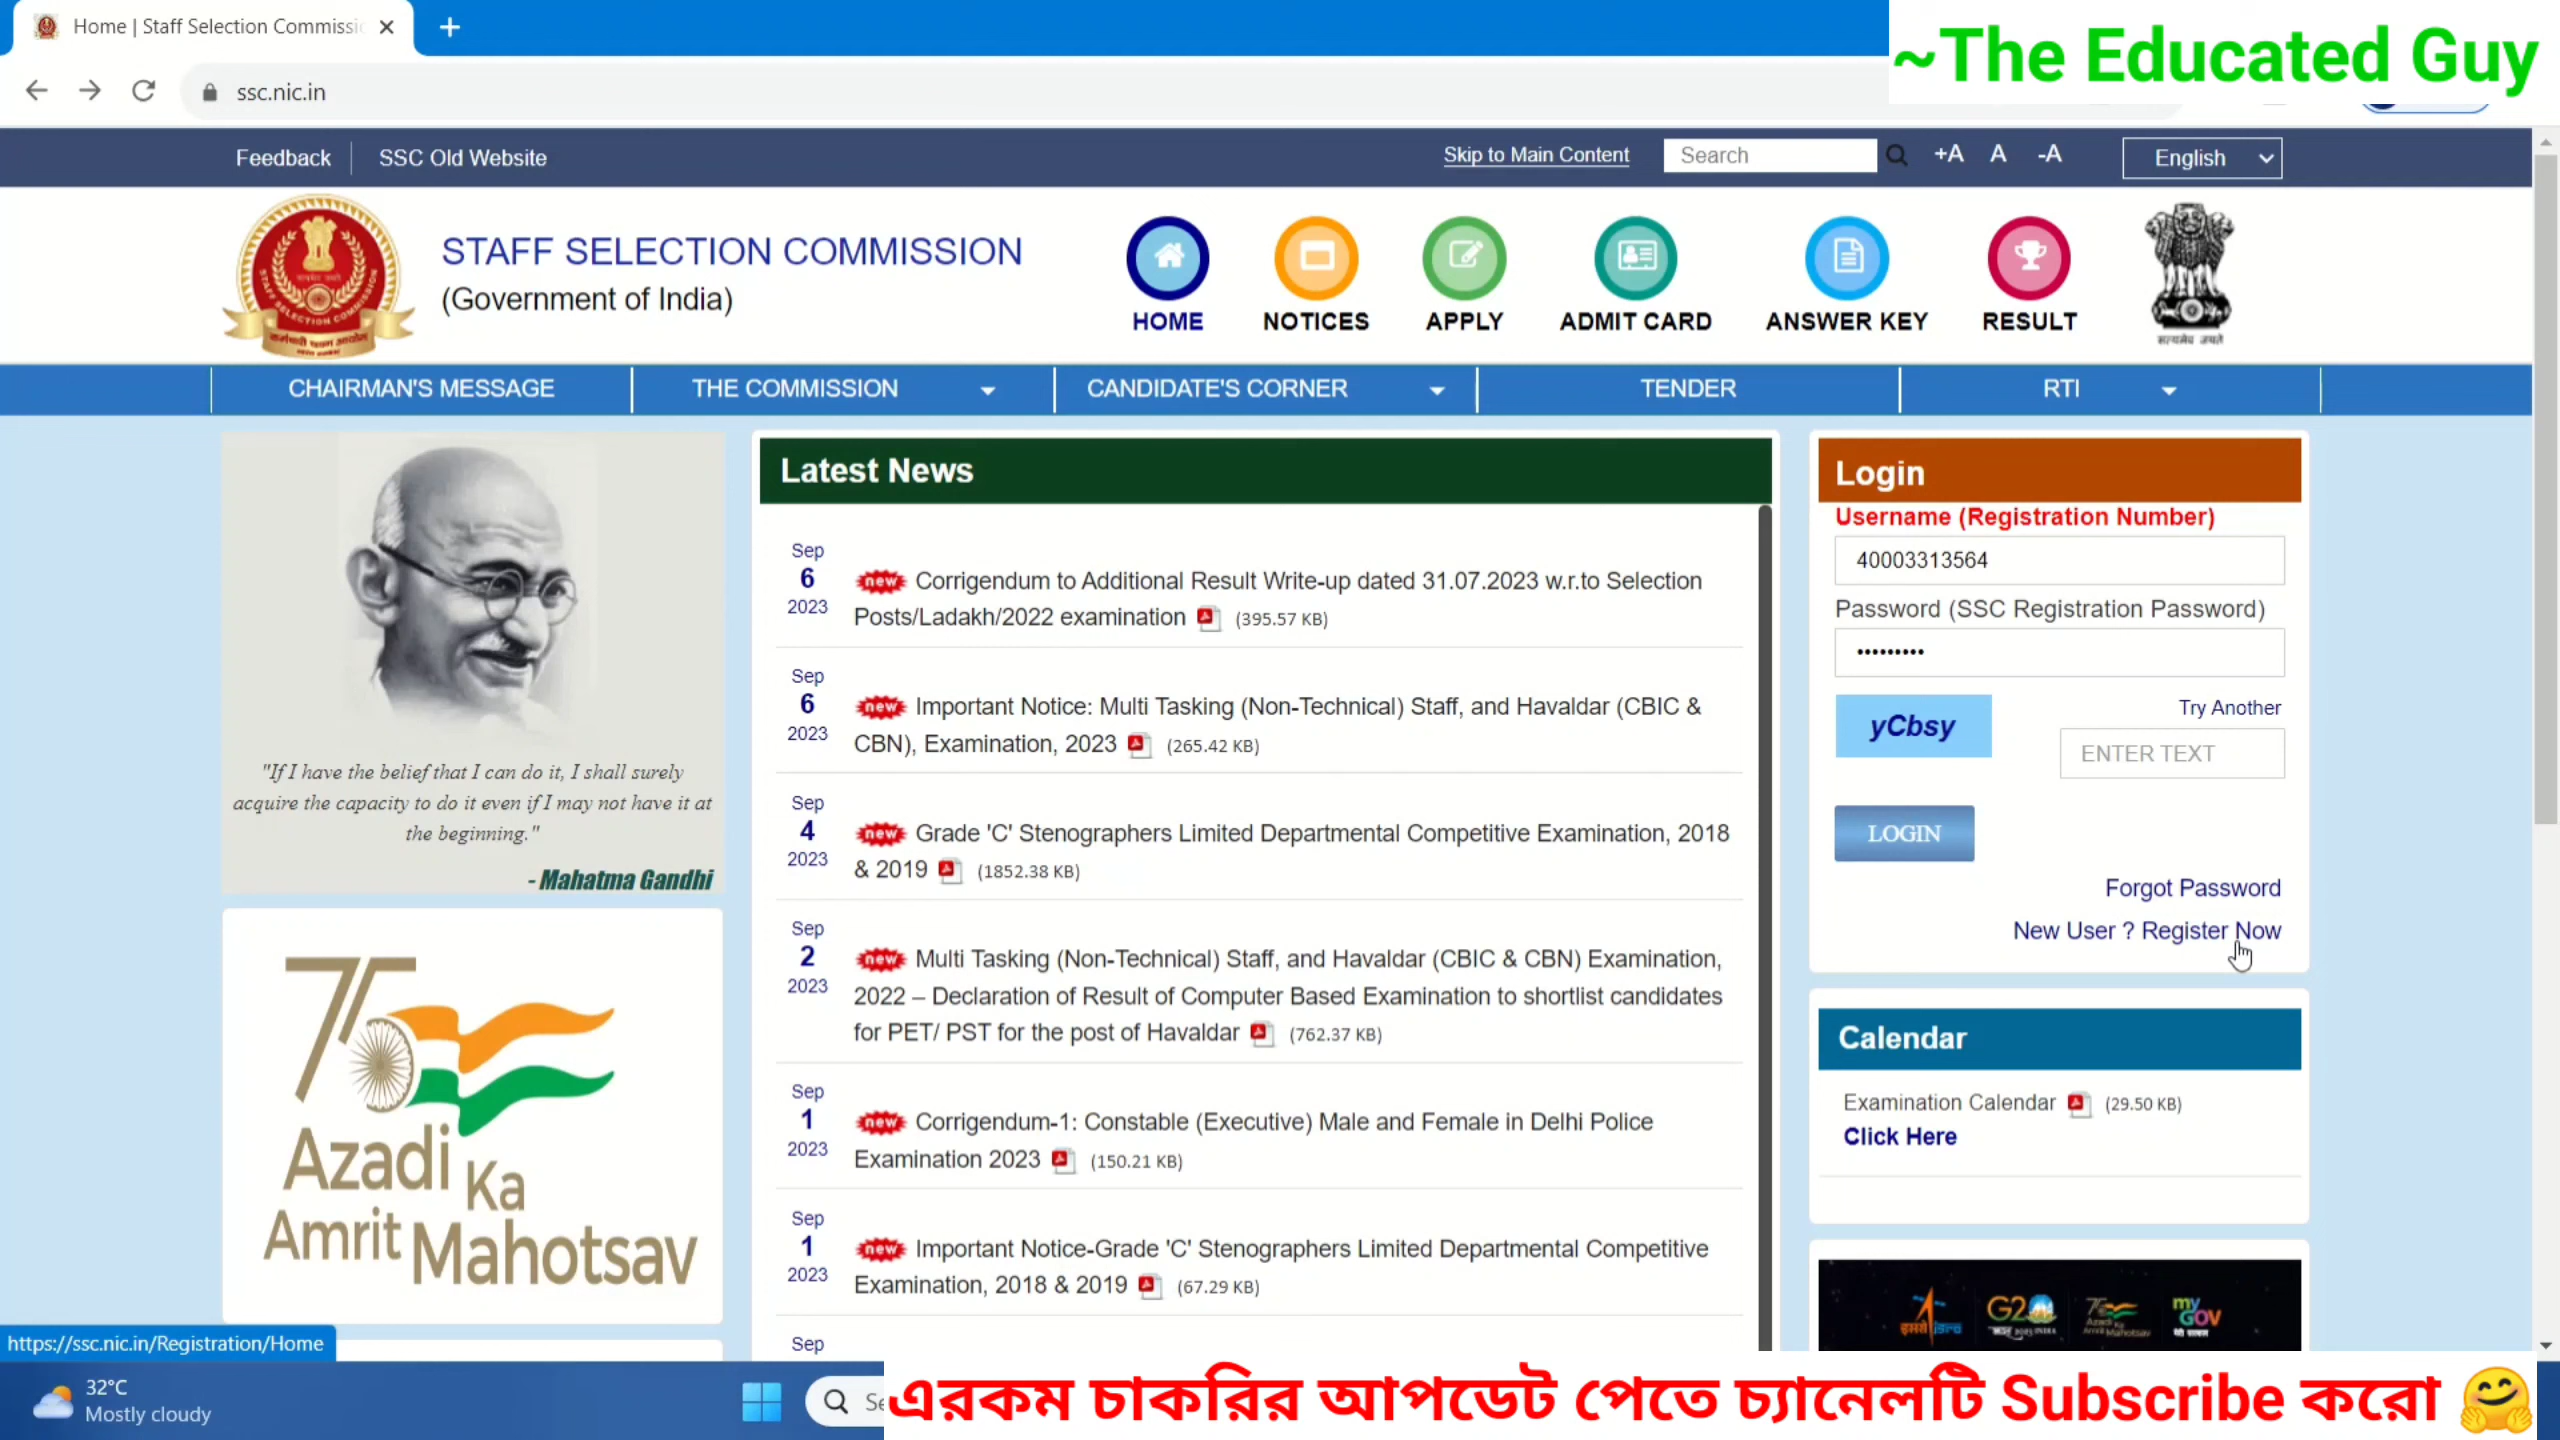 Home | Staff Selection Commissi
~The Educated Guy
ssc.nic.in
Feedback
SSC Old Website
Skip to Main Content
Search
+A A -A
English
STAFF SELECTION COMMISSION
(Government of India)
HOME
NOTICES
APPLY
ADMIT CARD
ANSWER KEY
RESULT
सत्यमेव जयते
CHAIRMAN'S MESSAGE
THE COMMISSION
CANDIDATE'S CORNER
TENDER
RTI
"If I have the belief that I can do it, I shall surely
acquire the capacity to do it even if I may not have it at
the beginning."
- Mahatma Gandhi
75
Azadi Ka
Amrit Mahotsav
Latest News
Sep
6
2023
new Corrigendum to Additional Result Write-up dated 31.07.2023 w.r.to Selection
Posts/Ladakh/2022 examination (395.57 KB)
Sep
6
2023
new Important Notice: Multi Tasking (Non-Technical) Staff, and Havaldar (CBIC &
CBN), Examination, 2023 (265.42 KB)
Sep
4
2023
new Grade 'C' Stenographers Limited Departmental Competitive Examination, 2018
& 2019 (1852.38 KB)
Sep
2
2023
new Multi Tasking (Non-Technical) Staff, and Havaldar (CBIC & CBN) Examination,
2022 – Declaration of Result of Computer Based Examination to shortlist candidates
for PET/ PST for the post of Havaldar (762.37 KB)
Sep
1
2023
new Corrigendum-1: Constable (Executive) Male and Female in Delhi Police
Examination 2023 (150.21 KB)
Sep
1
2023
new Important Notice-Grade 'C' Stenographers Limited Departmental Competitive
Examination, 2018 & 2019 (67.29 KB)
Sep
Login
Username (Registration Number)
40003313564
Password (SSC Registration Password)
•••••••••
yCbsy
Try Another
ENTER TEXT
LOGIN
Forgot Password
New User ? Register Now
Calendar
Examination Calendar (29.50 KB)
Click Here
इसरो isro
G20
75
my GOV
https://ssc.nic.in/Registration/Home
32°C
Mostly cloudy
Se
এরকম চাকরির আপডেট পেতে চ্যানেলটি Subscribe করো 🤗